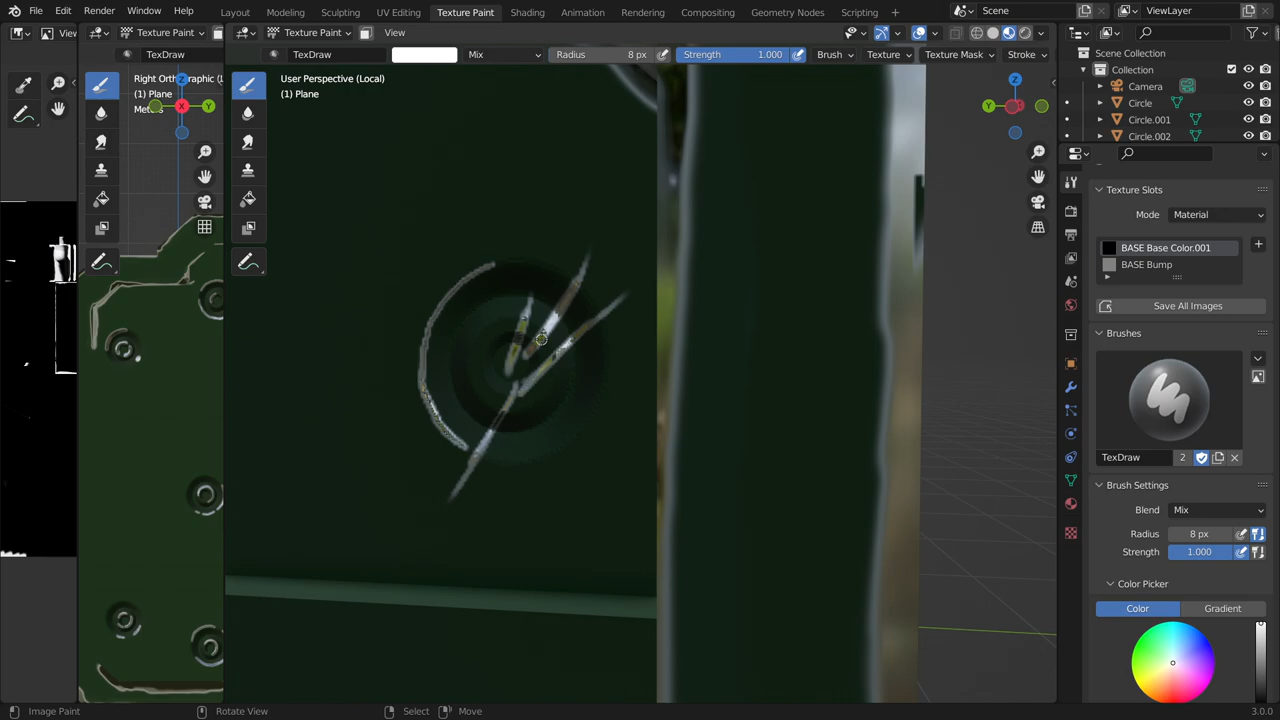 File Edit Render Window Help Layout Modeling Sculpting UV Editing Texture Paint Shading Animation Rendering Compositing Geometry Nodes Scripting Scene ViewLayer
View Texture Paint Texture Paint View
TexDraw TexDraw Mix Radius 8 px Strength 1.000 Brush Texture Texture Mask Stroke
Scene Collection
Collection
Camera
Circle
Circle.001
Circle.002
Right Orthographic (L
(1) Plane
Meters
User Perspective (Local)
(1) Plane
Z
X
Y
Z
Texture Slots
Mode Material
BASE Base Color.001
BASE Bump
Save All Images
Brushes
TexDraw 2
Brush Settings
Blend Mix
Radius 8 px
Strength 1.000
Color Picker
Color Gradient
Image Paint Rotate View Select Move 3.0.0